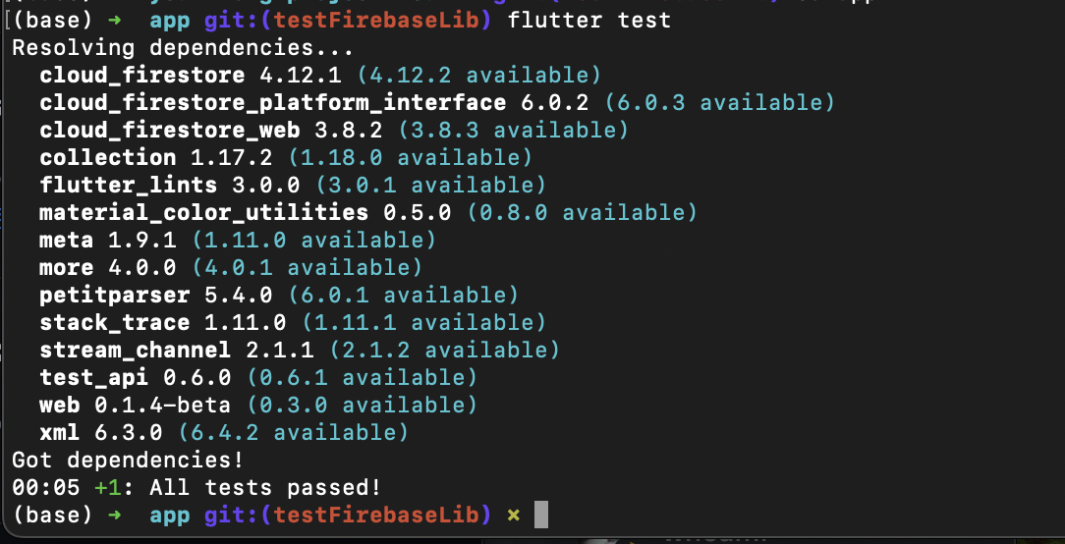 [(base) ➜  app git:(testFirebaseLib) flutter test
Resolving dependencies...
  cloud_firestore 4.12.1 (4.12.2 available)
  cloud_firestore_platform_interface 6.0.2 (6.0.3 available)
  cloud_firestore_web 3.8.2 (3.8.3 available)
  collection 1.17.2 (1.18.0 available)
  flutter_lints 3.0.0 (3.0.1 available)
  material_color_utilities 0.5.0 (0.8.0 available)
  meta 1.9.1 (1.11.0 available)
  more 4.0.0 (4.0.1 available)
  petitparser 5.4.0 (6.0.1 available)
  stack_trace 1.11.0 (1.11.1 available)
  stream_channel 2.1.1 (2.1.2 available)
  test_api 0.6.0 (0.6.1 available)
  web 0.1.4-beta (0.3.0 available)
  xml 6.3.0 (6.4.2 available)
Got dependencies!
00:05 +1: All tests passed!
(base) ➜  app git:(testFirebaseLib) ✗